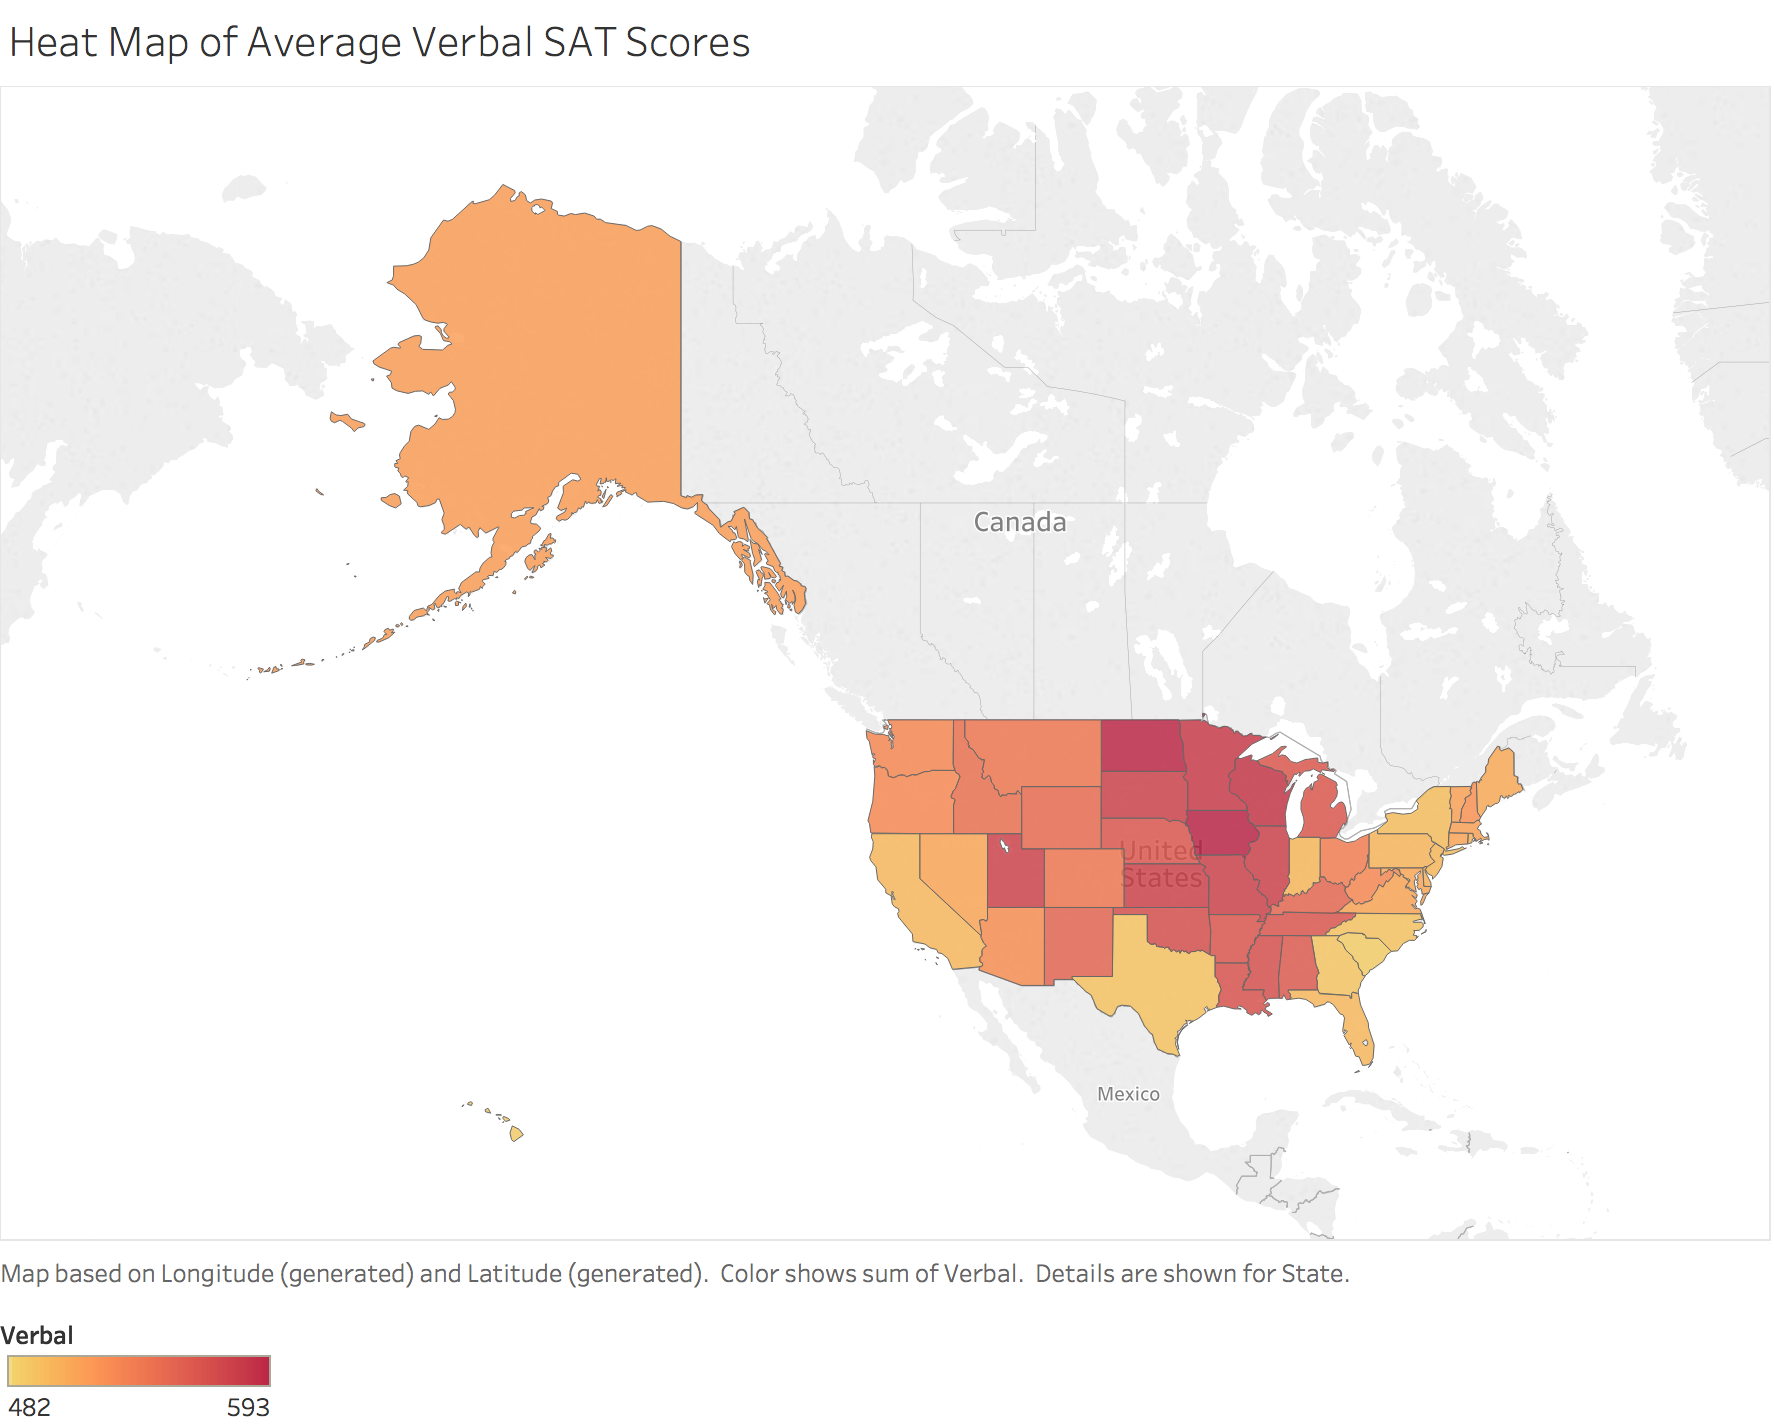 Heat Map of Average Verbal SAT Scores
Canada
United
States
Mexico
Map based on Longitude (generated) and Latitude (generated).  Color shows sum of Verbal.  Details are shown for State.
Verbal
482 593